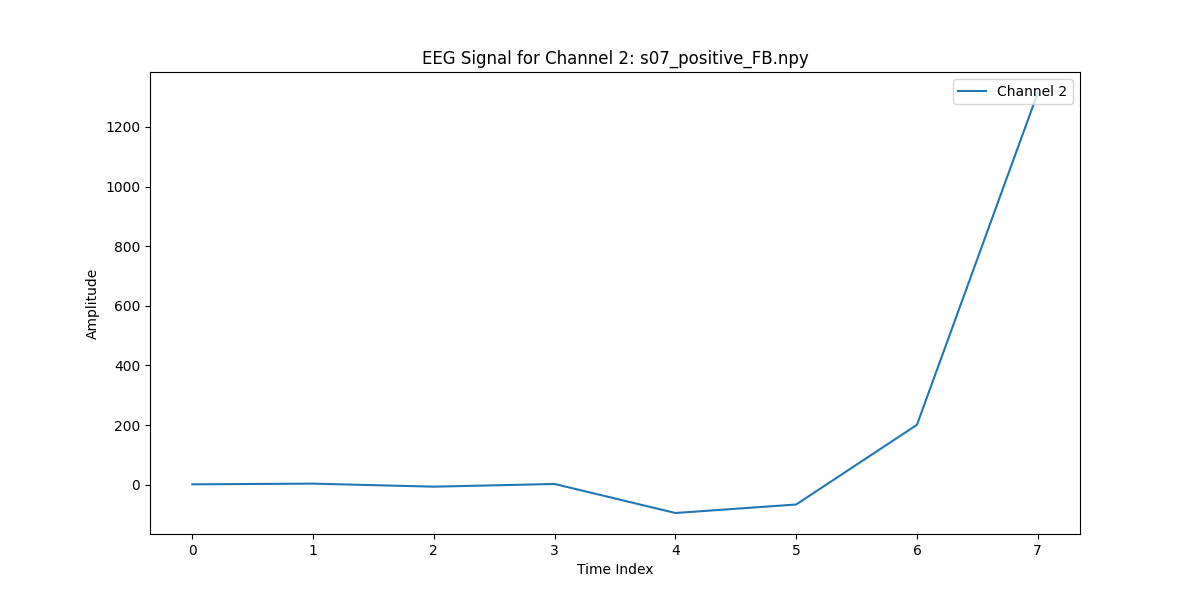 EEG Signal for Channel 2: s07_positive_FB.npy
Channel 2
1200
1000
800
600
400
200
0
Amplitude
0 1 2 3 4 5 6 7
Time Index